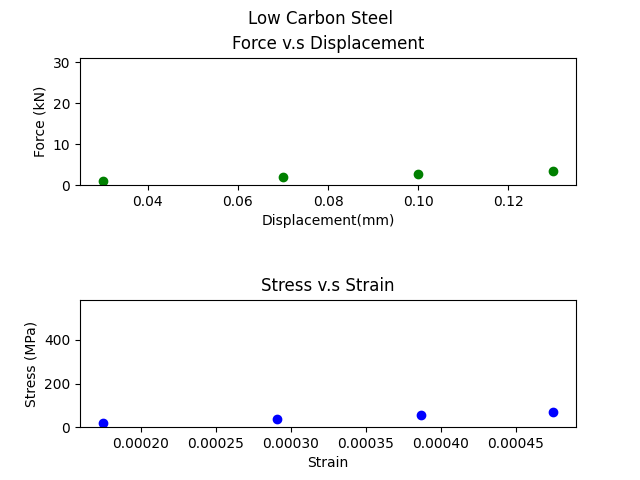 Low Carbon Steel
Force v.s Displacement
30
20
10
0
Force (kN)
0.04 0.06 0.08 0.10 0.12
Displacement(mm)
Stress v.s Strain
400
200
0
Stress (MPa)
0.00020 0.00025 0.00030 0.00035 0.00040 0.00045
Strain